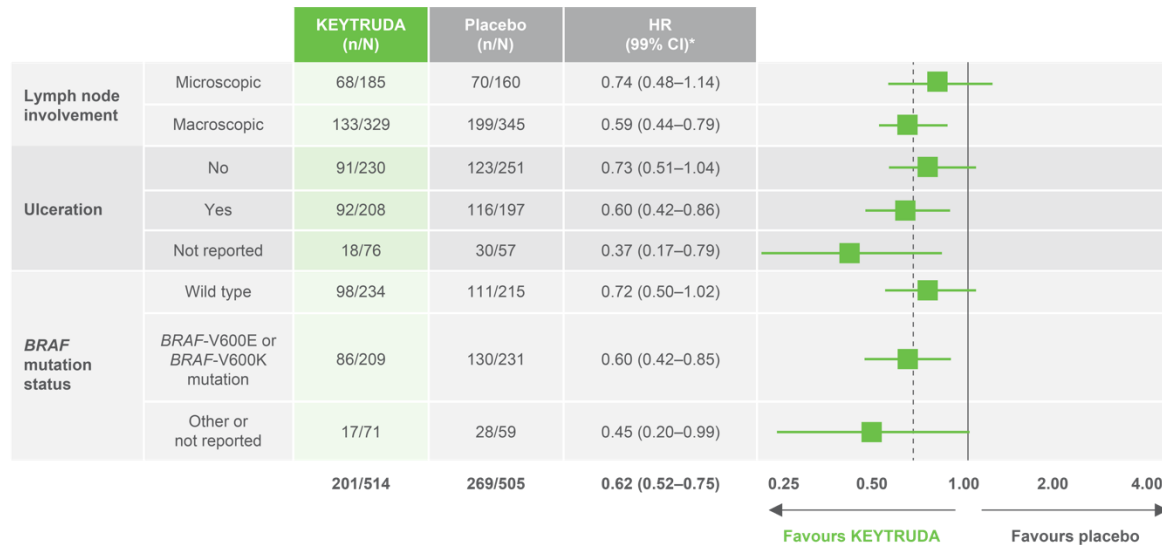 KEYTRUDA (n/N) Placebo (n/N) HR (99% CI)*
Lymph node involvement
Microscopic 68/185 70/160 0.74 (0.48–1.14)
Macroscopic 133/329 199/345 0.59 (0.44–0.79)
Ulceration
No 91/230 123/251 0.73 (0.51–1.04)
Yes 92/208 116/197 0.60 (0.42–0.86)
Not reported 18/76 30/57 0.37 (0.17–0.79)
BRAF mutation status
Wild type 98/234 111/215 0.72 (0.50–1.02)
BRAF-V600E or BRAF-V600K mutation 86/209 130/231 0.60 (0.42–0.85)
Other or not reported 17/71 28/59 0.45 (0.20–0.99)
201/514 269/505 0.62 (0.52–0.75)
0.25 0.50 1.00 2.00 4.00
Favours KEYTRUDA Favours placebo